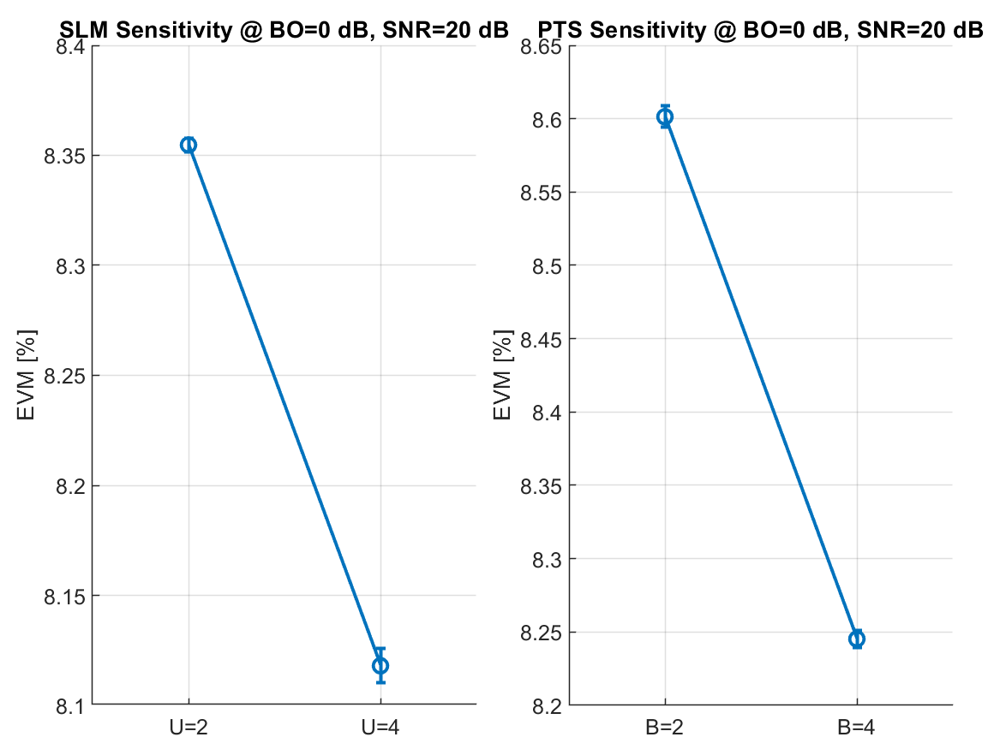 SLM Sensitivity @ BO=0 dB, SNR=20 dB
8.4
8.35
8.3
8.25
8.2
8.15
8.1
EVM [%]
U=2
U=4
PTS Sensitivity @ BO=0 dB, SNR=20 dB
8.65
8.6
8.55
8.5
8.45
8.4
8.35
8.3
8.25
8.2
EVM [%]
B=2
B=4